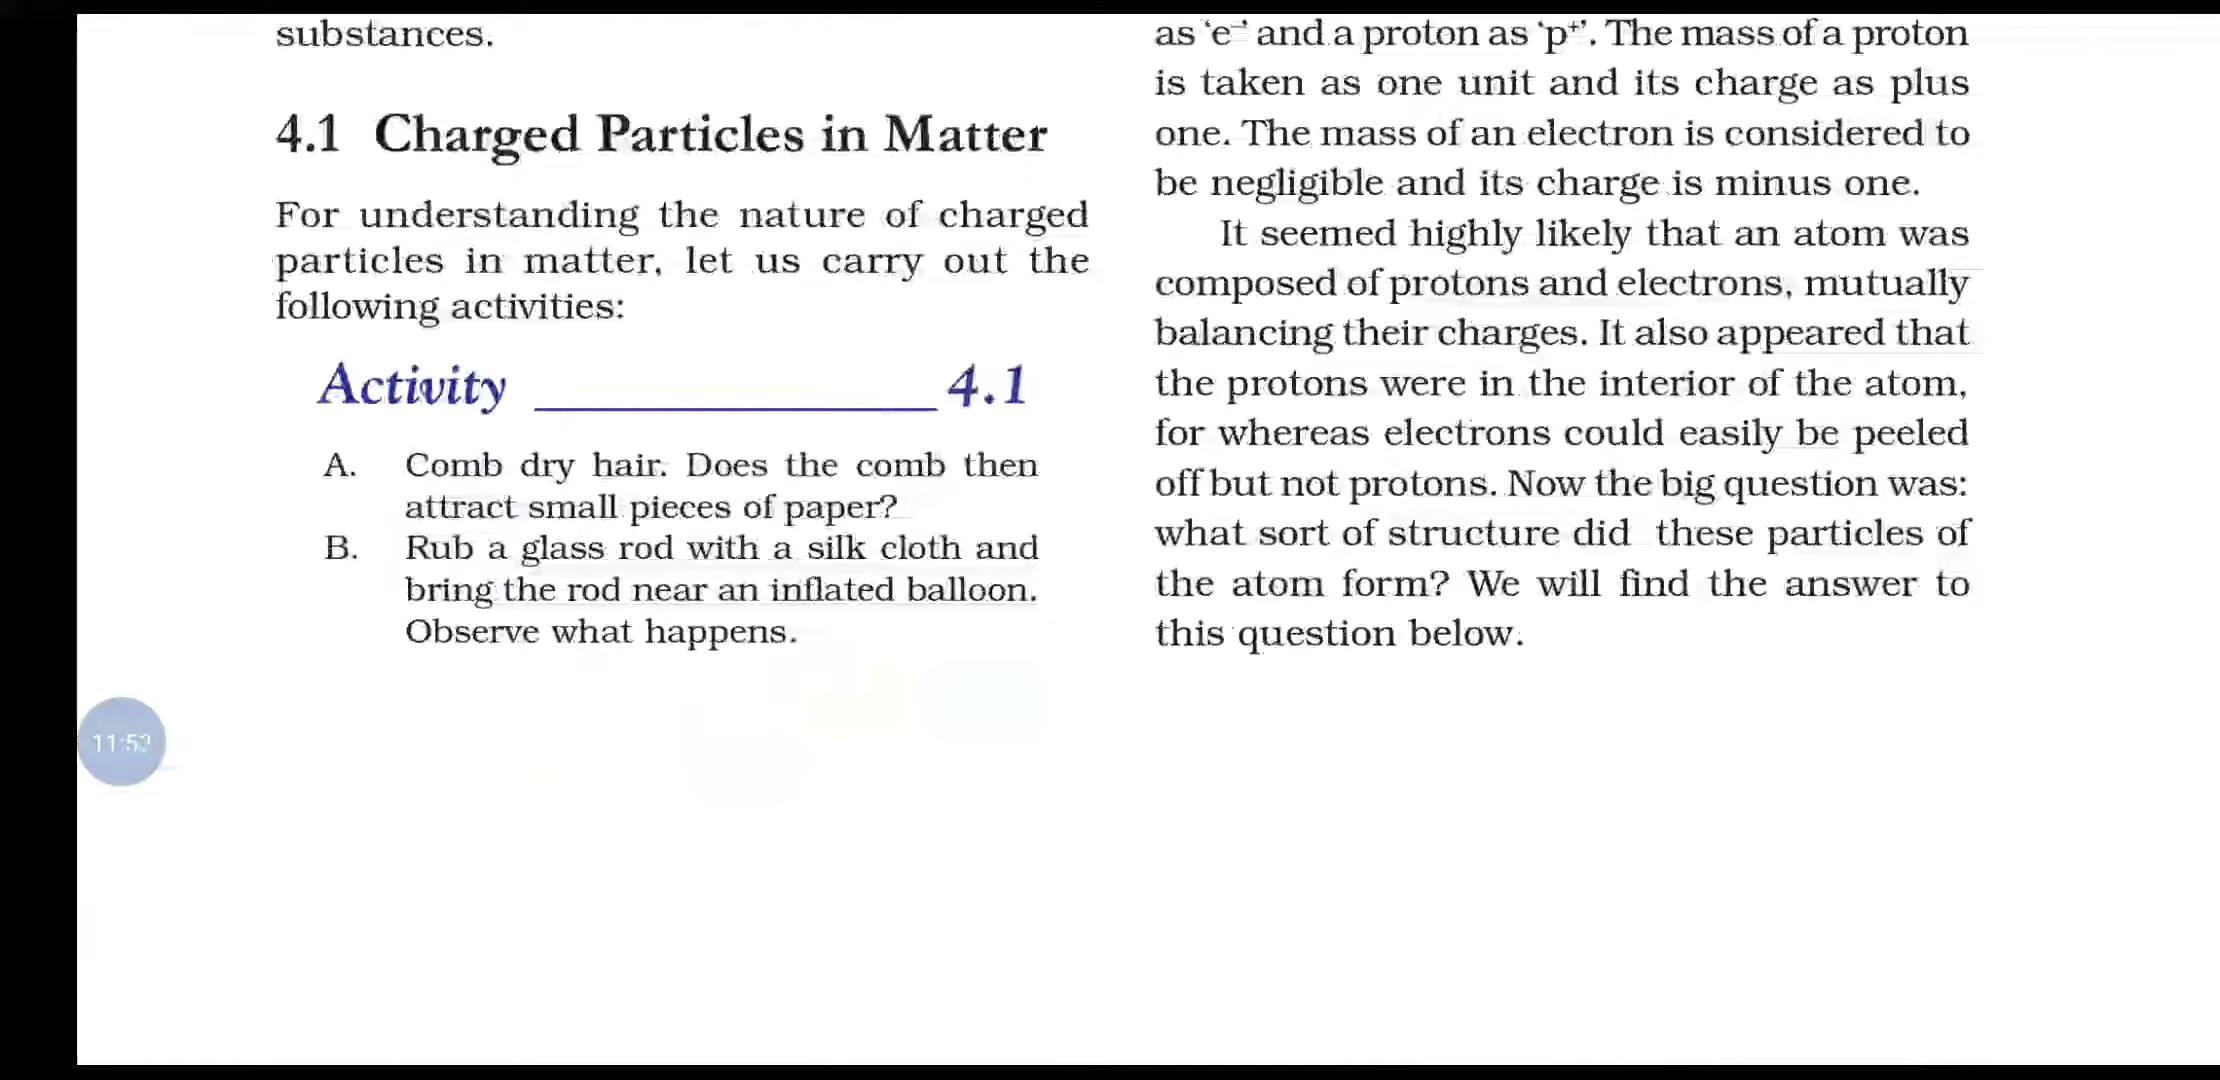 substances.
4.1 Charged Particles in Matter
For understanding the nature of charged
particles in matter, let us carry out the
following activities:
Activity ______________ 4.1
A. Comb dry hair. Does the comb then
attract small pieces of paper?
B. Rub a glass rod with a silk cloth and
bring the rod near an inflated balloon.
Observe what happens.
as ‘e⁻’ and a proton as ‘p⁺’. The mass of a proton
is taken as one unit and its charge as plus
one. The mass of an electron is considered to
be negligible and its charge is minus one.
It seemed highly likely that an atom was
composed of protons and electrons, mutually
balancing their charges. It also appeared that
the protons were in the interior of the atom,
for whereas electrons could easily be peeled
off but not protons. Now the big question was:
what sort of structure did these particles of
the atom form? We will find the answer to
this question below.